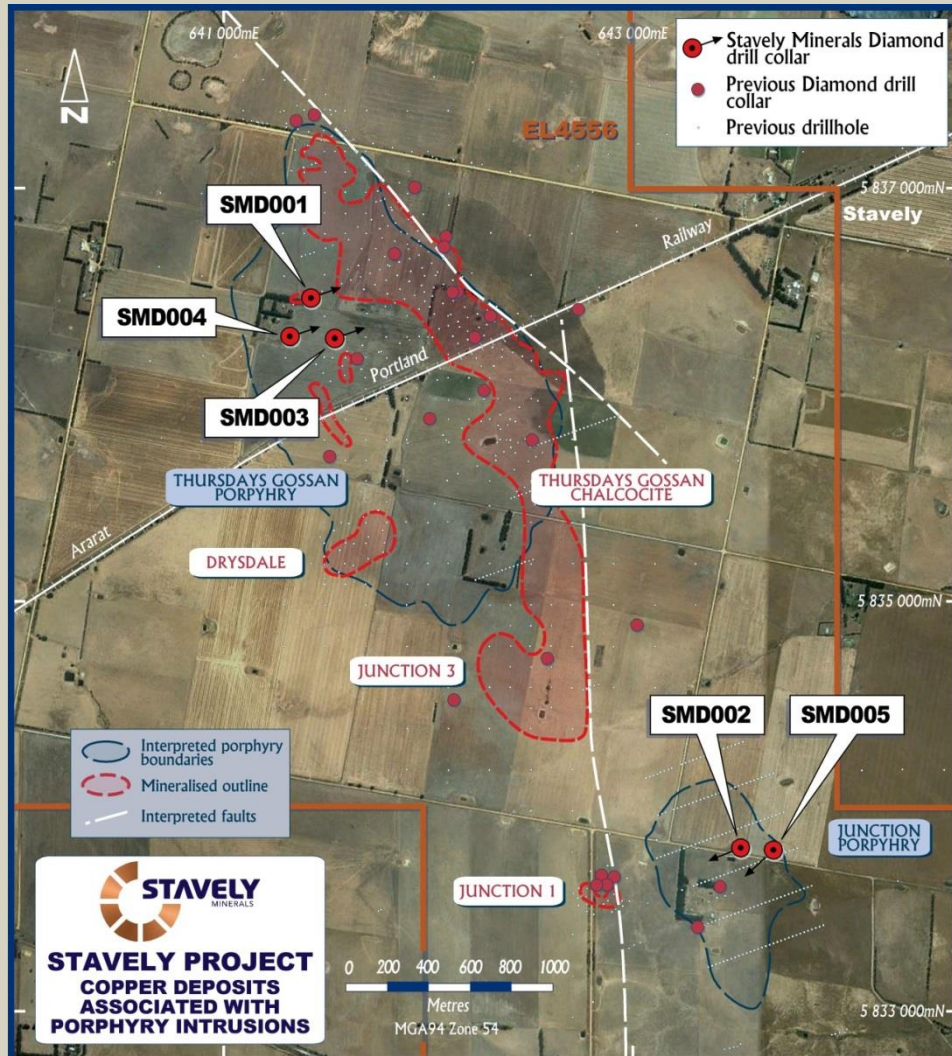 641 000mE
643 000mE
Stavely Minerals Diamond
drill collar
Previous Diamond drill
collar
Previous drillhole
N
EL4556
5 837 000mN
Stavely
SMD001
Railway
SMD004
Portland
SMD003
THURSDAYS GOSSAN
PORPYHRY
THURSDAYS GOSSAN
CHALCOCITE
Ararat
DRYSDALE
5 835 000mN
JUNCTION 3
SMD002
SMD005
Interpreted porphyry
boundaries
Mineralised outline
Interpreted faults
JUNCTION
PORPYHRY
JUNCTION 1
STAVELY
MINERALS
STAVELY PROJECT
COPPER DEPOSITS
ASSOCIATED WITH
PORPHYRY INTRUSIONS
0 200 400 600 1000
Metres
MGA94 Zone 54
5 833 000mN